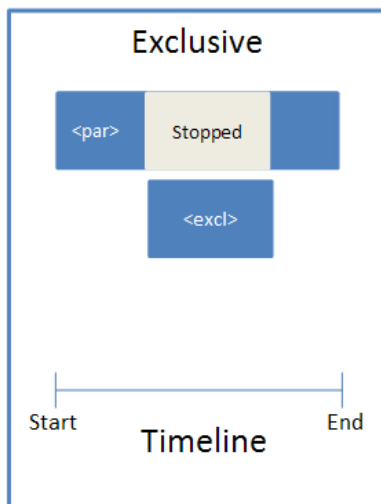 Exclusive
<par>
Stopped
<excl>
Start
End
Timeline